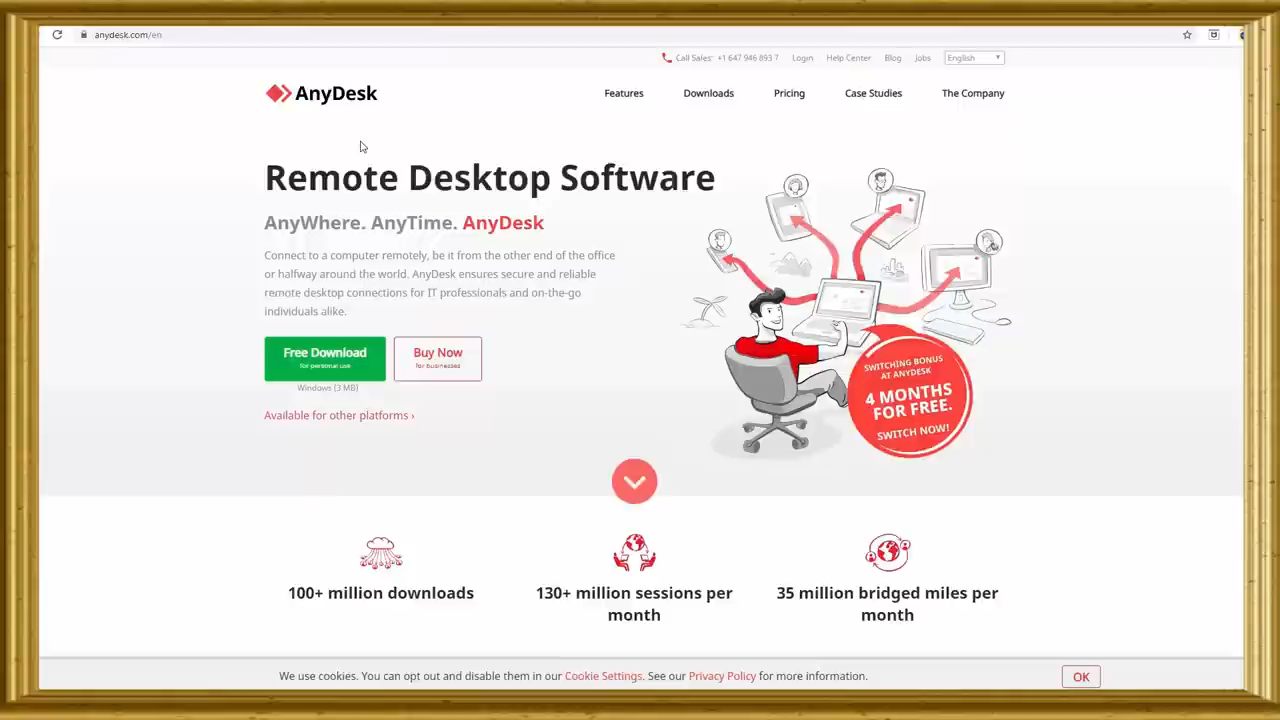 anydesk.com/en
Call Sales: +1 647 946 893 7 Login Help Center Blog Jobs English
AnyDesk
Features Downloads Pricing Case Studies The Company
Remote Desktop Software
AnyWhere. AnyTime. AnyDesk
Connect to a computer remotely, be it from the other end of the office
or halfway around the world. AnyDesk ensures secure and reliable
remote desktop connections for IT professionals and on-the-go
individuals alike.
Free Download
for personal use
Buy Now
for businesses
Windows (3 MB)
Available for other platforms ›
SWITCHING BONUS
AT ANYDESK
4 MONTHS
FOR FREE.
SWITCH NOW!
100+ million downloads
130+ million sessions per
month
35 million bridged miles per
month
We use cookies. You can opt out and disable them in our Cookie Settings. See our Privacy Policy for more information.
OK